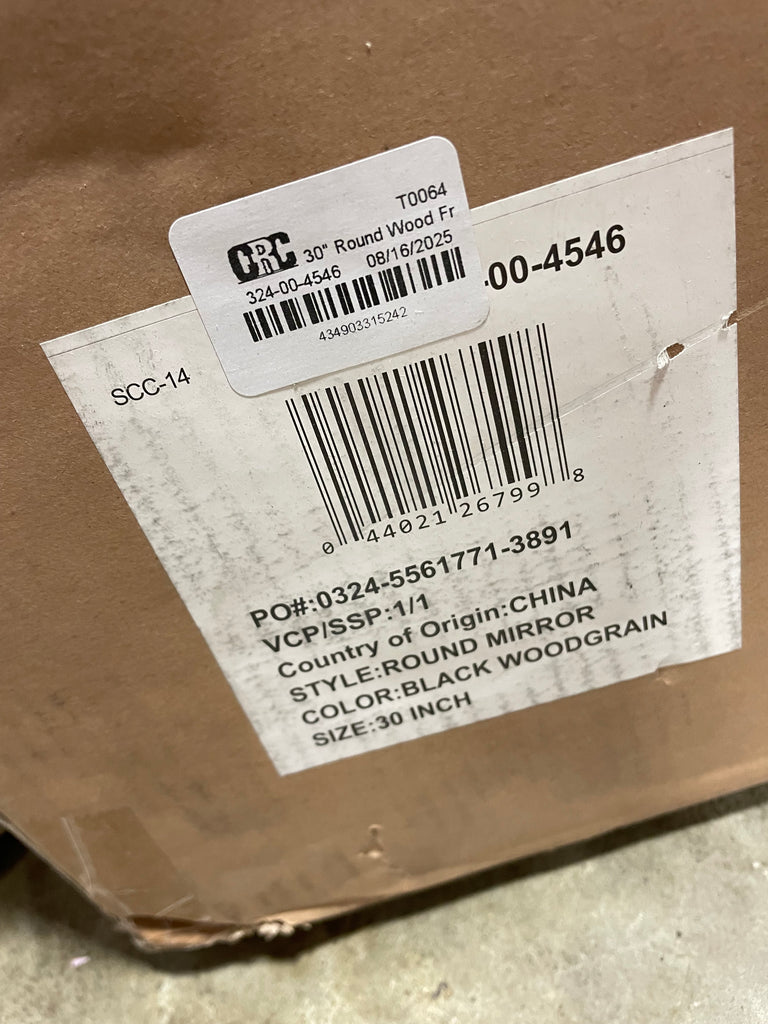 T0064
CRC 30" Round Wood Fr
324-00-4546 08/16/2025
434903315242
-00-4546
SCC-14
0 44021 26799 8
PO#:0324-5561771-3891
VCP/SSP:1/1
Country of Origin:CHINA
STYLE:ROUND MIRROR
COLOR:BLACK WOODGRAIN
SIZE:30 INCH